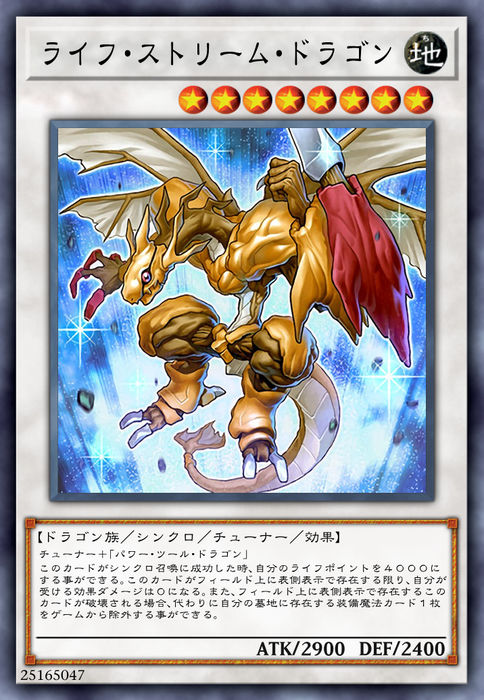 ライフ・ストリーム・ドラゴン
ち
地
【ドラゴン族／シンクロ／チューナー／効果】
チューナー＋「パワー・ツール・ドラゴン」
このカードがシンクロ召喚に成功した時、自分のライフポイントを４０００に
する事ができる。このカードがフィールド上に表側表示で存在する限り、自分が
受ける効果ダメージは０になる。また、フィールド上に表側表示で存在するこの
カードが破壊される場合、代わりに自分の墓地に存在する装備魔法カード１枚
をゲームから除外する事ができる。
ATK/2900 DEF/2400
25165047